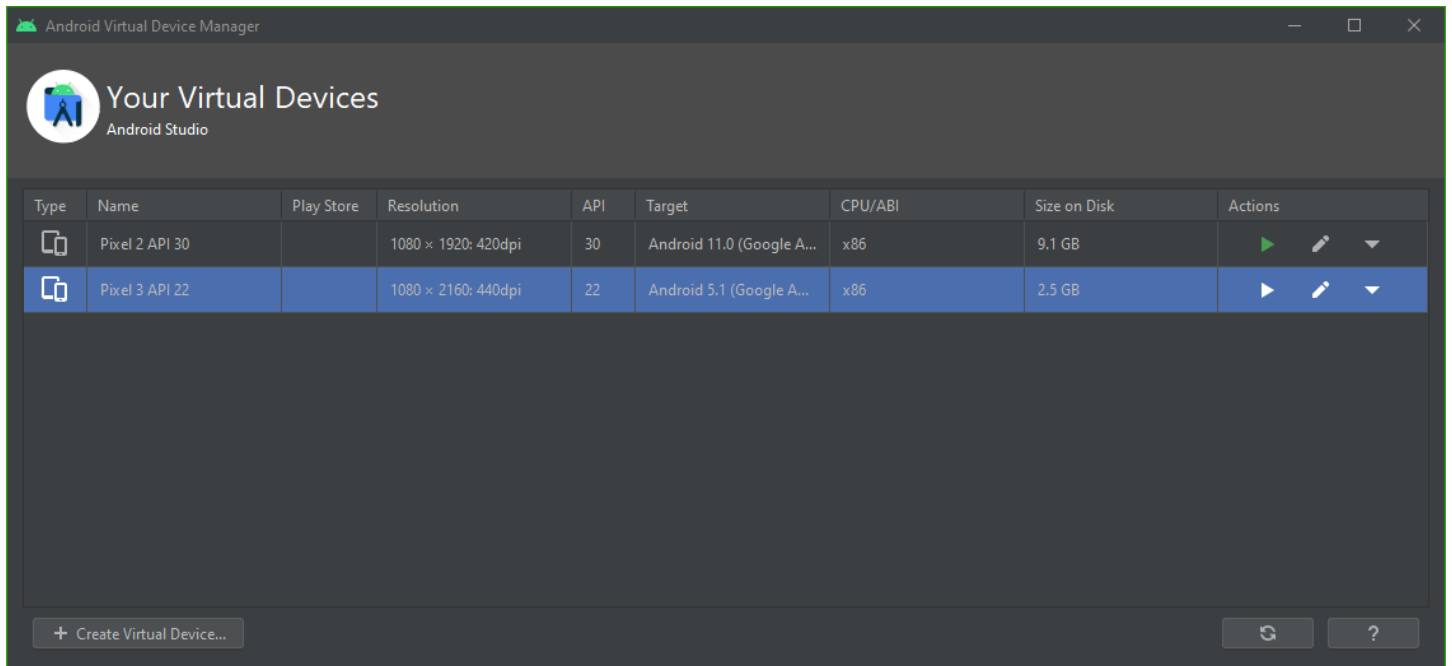 Android Virtual Device Manager
Your Virtual Devices
Android Studio
Type Name Play Store Resolution API Target CPU/ABI Size on Disk Actions
Pixel 2 API 30 1080 × 1920: 420dpi 30 Android 11.0 (Google A... x86 9.1 GB
Pixel 3 API 22 1080 × 2160: 440dpi 22 Android 5.1 (Google A... x86 2.5 GB
+ Create Virtual Device... ?